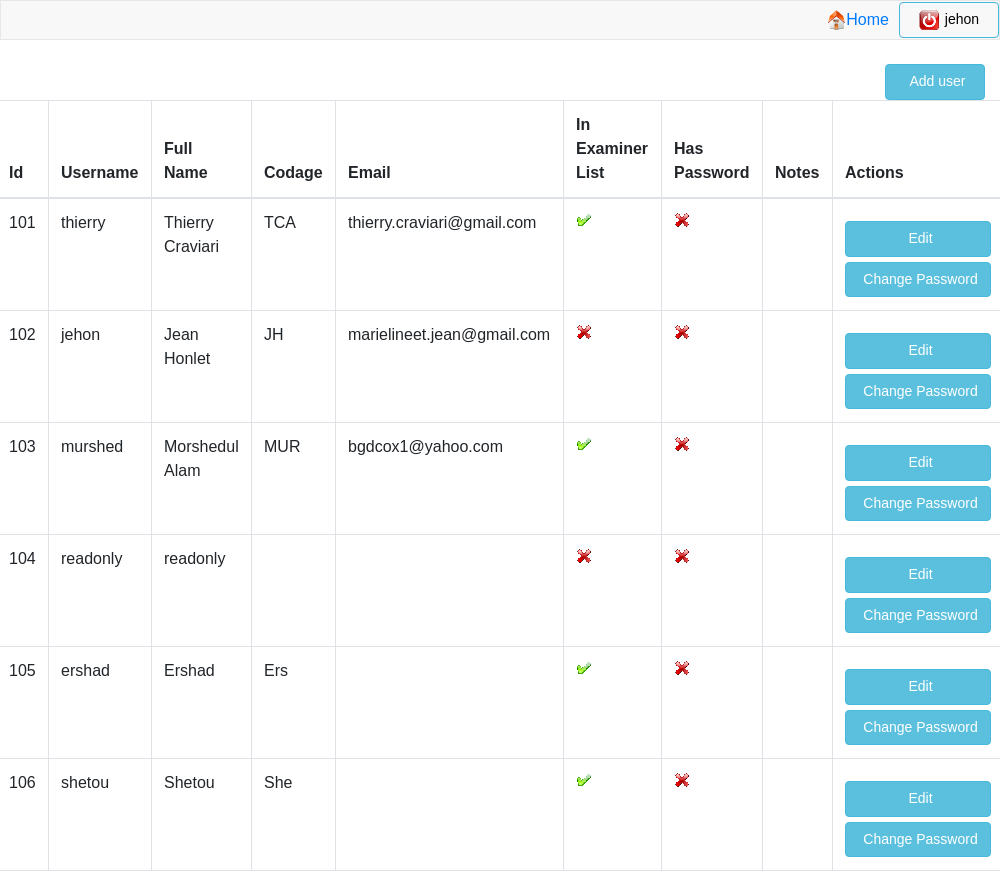 Home jehon
Add user
Id Username Full Name Codage Email In Examiner List Has Password Notes Actions
101 thierry Thierry Craviari TCA thierry.craviari@gmail.com Edit
Change Password
102 jehon Jean Honlet JH marielineet.jean@gmail.com Edit
Change Password
103 murshed Morshedul Alam MUR bgdcox1@yahoo.com Edit
Change Password
104 readonly readonly Edit
Change Password
105 ershad Ershad Ers Edit
Change Password
106 shetou Shetou She Edit
Change Password